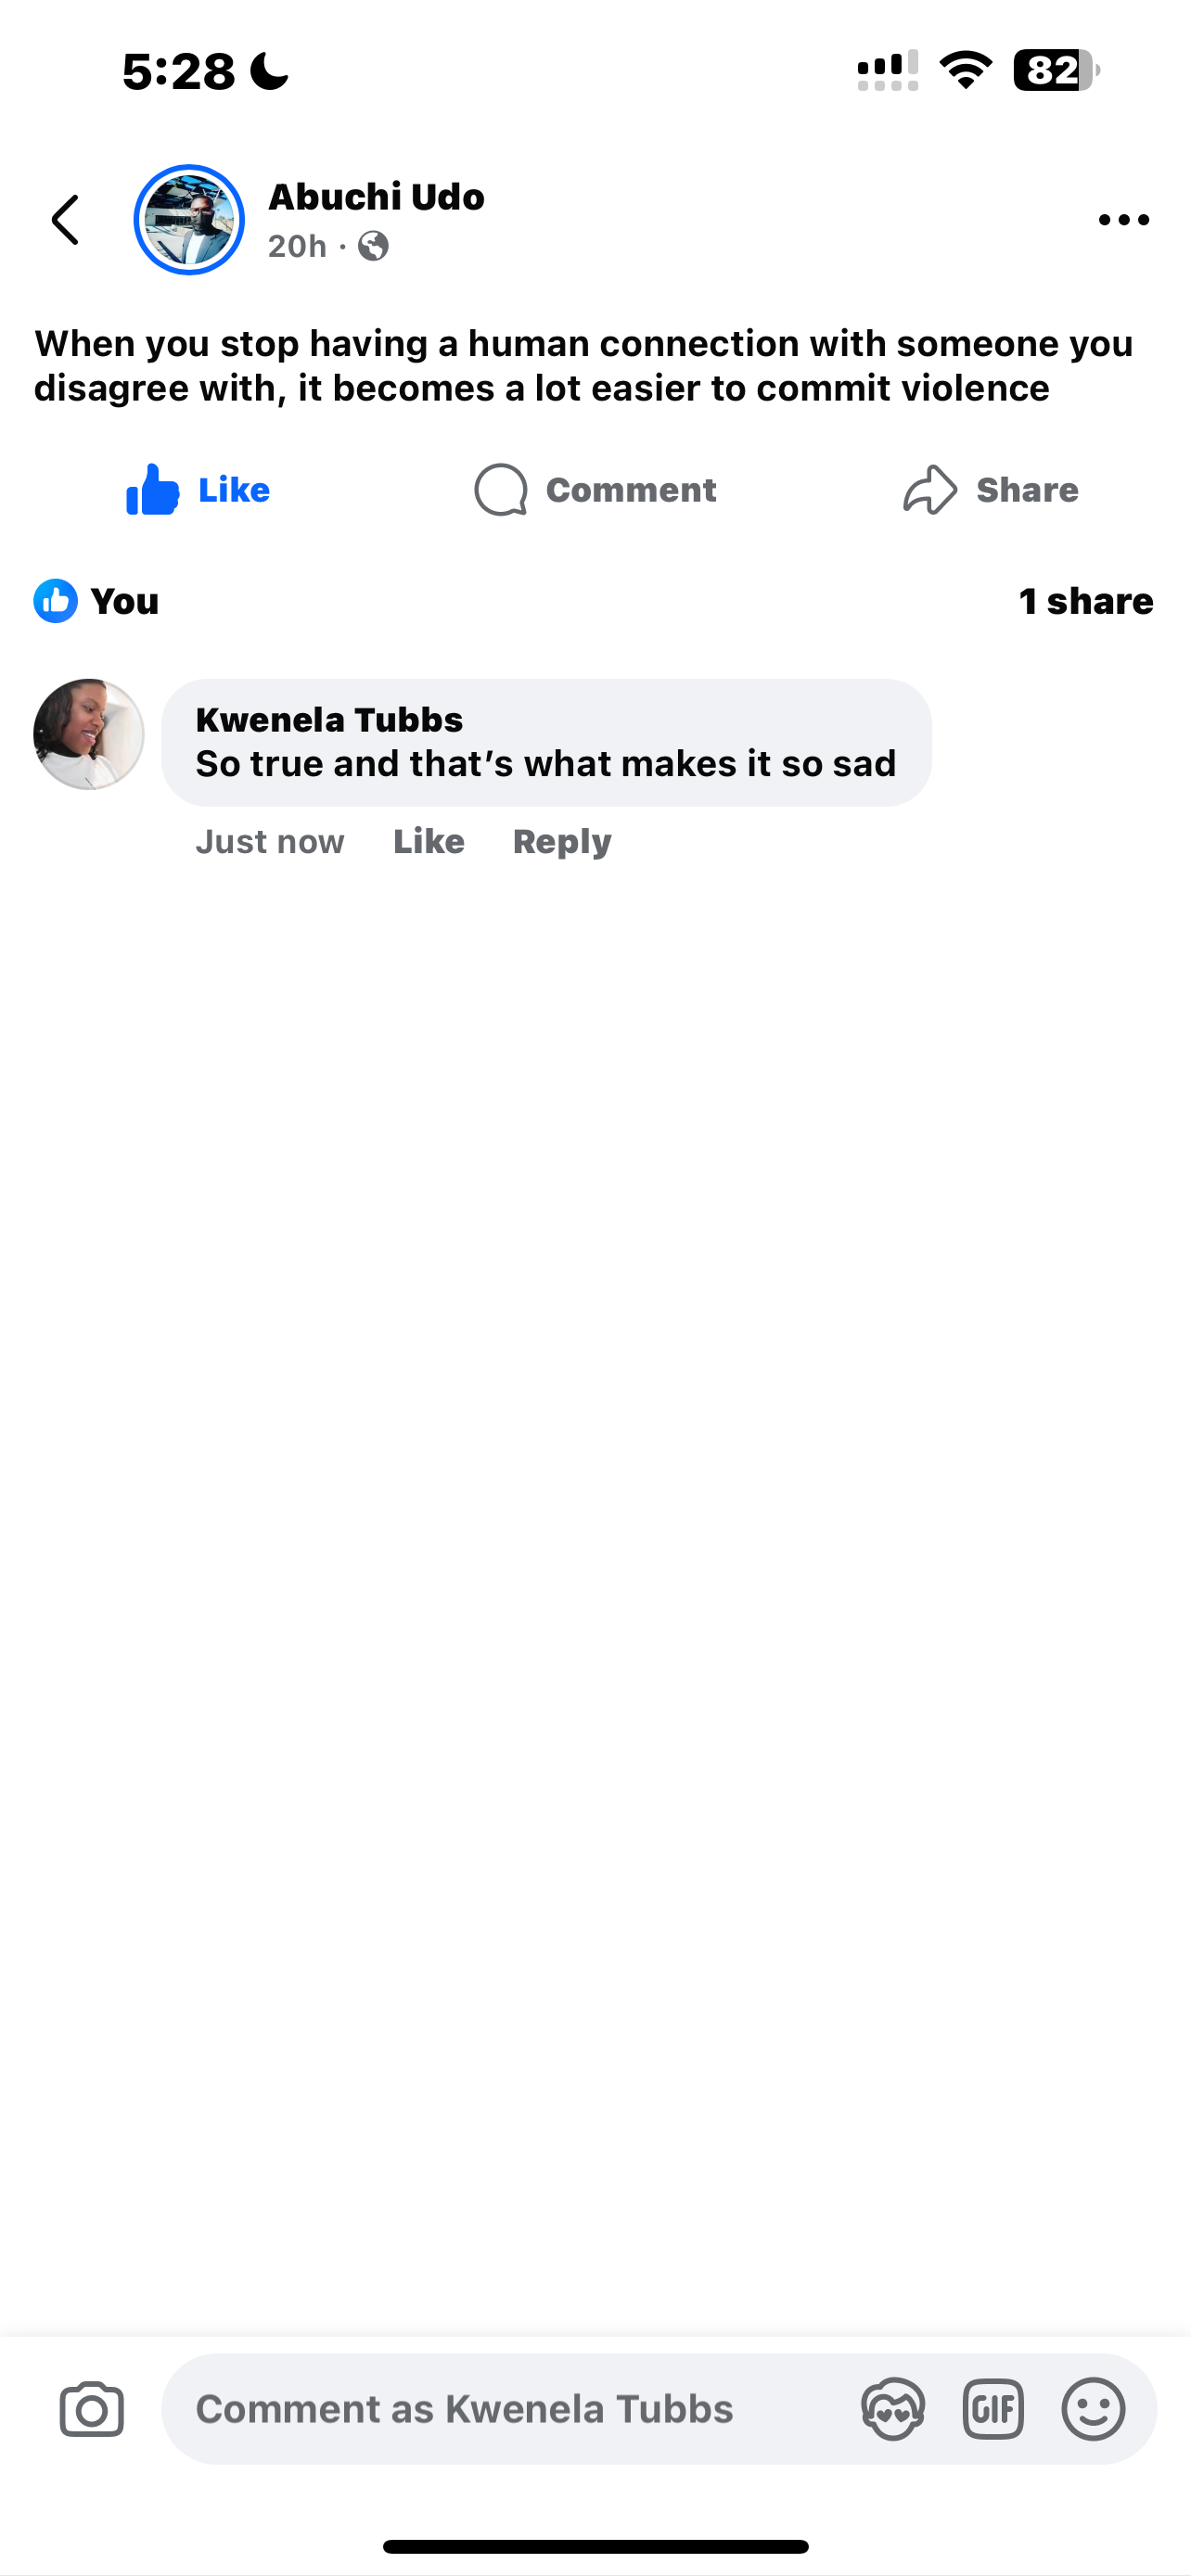 5:28
82
Abuchi Udo
20h ·
When you stop having a human connection with someone you
disagree with, it becomes a lot easier to commit violence
Like Comment Share
You 1 share
Kwenela Tubbs
So true and that’s what makes it so sad
Just now Like Reply
Comment as Kwenela Tubbs GIF